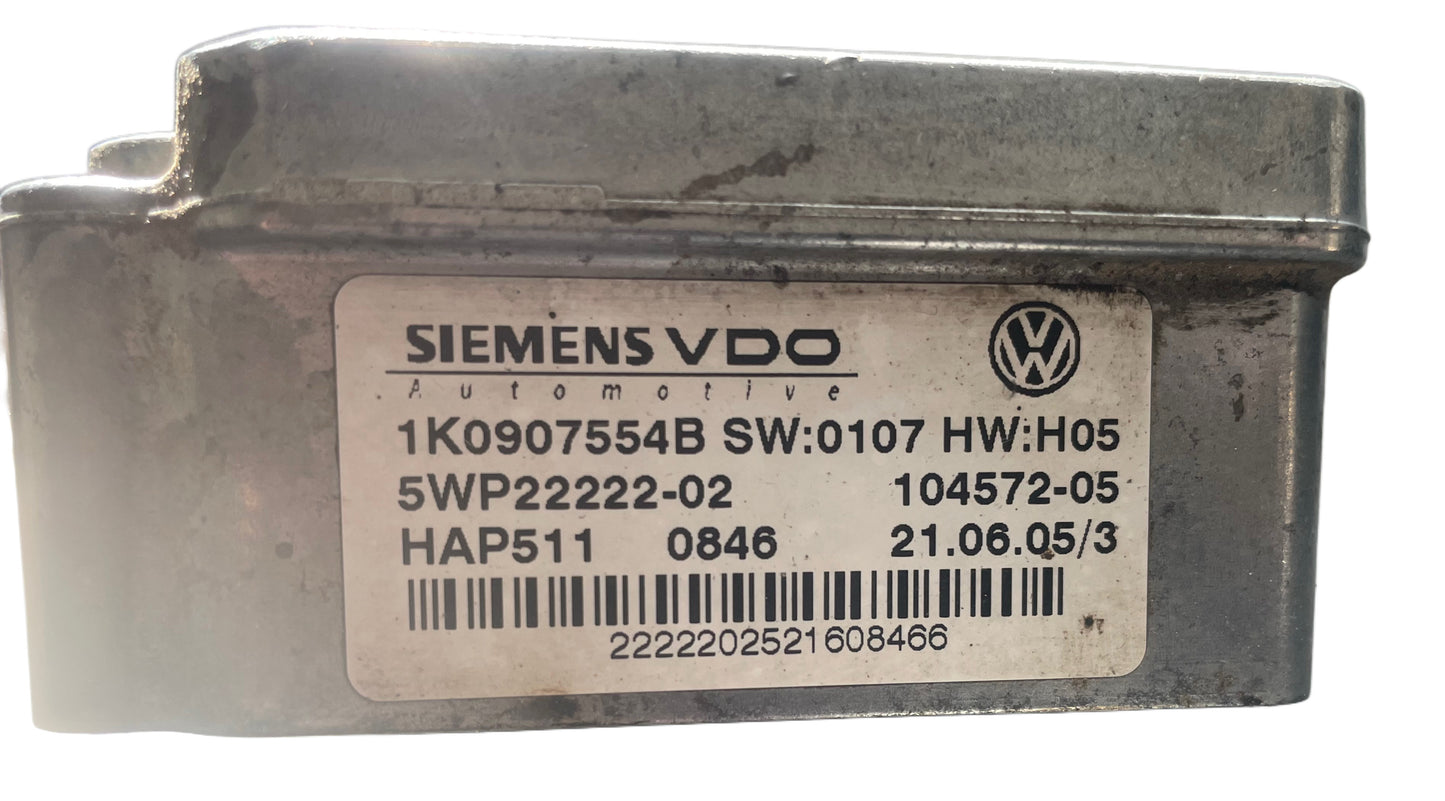 SIEMENS VDO
Automotive
1K0907554B SW:0107 HW:H05
5WP22222-02 104572-05
HAP511 0846 21.06.05/3
2222202521608466